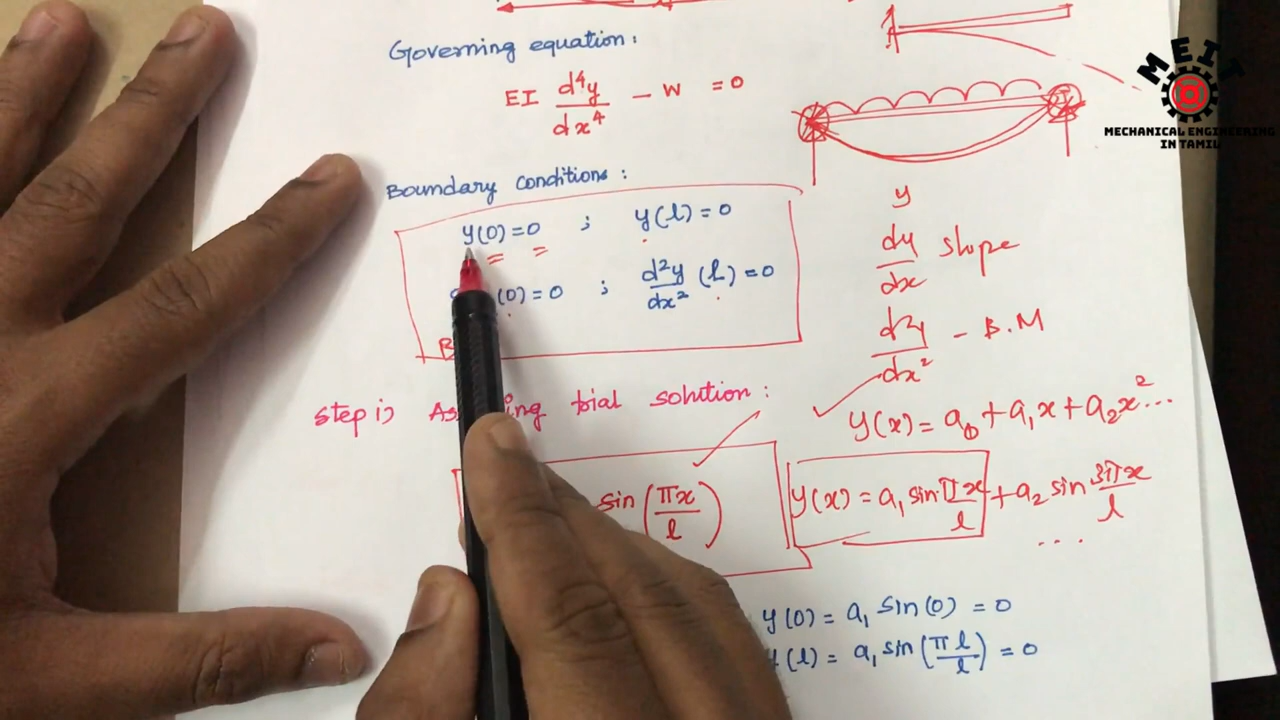 Governing equation:
EI d⁴y/dx⁴ - w = 0
MEIT
MECHANICAL ENGINEERING
IN TAMIL
Boundary conditions:
y(0)=0 ; y(l)=0
(0)=0 ; d²y/dx² (l)=0
B
y
dy/dx slope
d²y/dx² - B.M
Step i) trial solution:
y(x) = a₀ + a₁x + a₂x² ...
sin(πx/l)
y(x) = a₁ sin πx/l + a₂ sin 3πx/l ...
y(0) = a₁ sin(0) = 0
y(l) = a₁ sin(πl/l) = 0